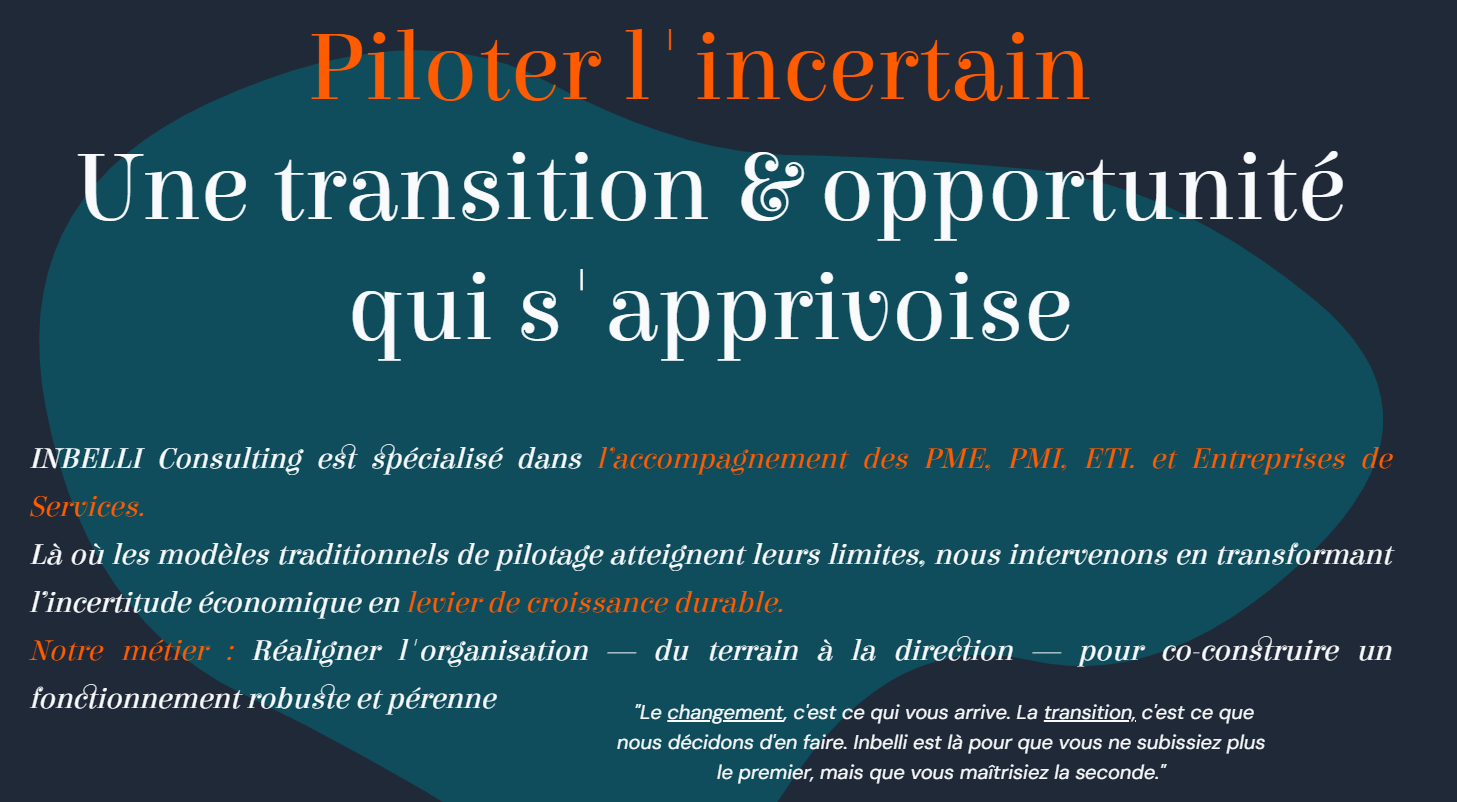 Piloter l'incertain
Une transition & opportunité
qui s'apprivoise
INBELLI Consulting est spécialisé dans l’accompagnement des PME, PMI, ETI. et Entreprises de
Services.
Là où les modèles traditionnels de pilotage atteignent leurs limites, nous intervenons en transformant
l’incertitude économique en levier de croissance durable.
Notre métier : Réaligner l'organisation — du terrain à la direction — pour co-construire un
fonctionnement robuste et pérenne
"Le changement, c'est ce qui vous arrive. La transition, c'est ce que
nous décidons d'en faire. Inbelli est là pour que vous ne subissiez plus
le premier, mais que vous maîtrisiez la seconde."